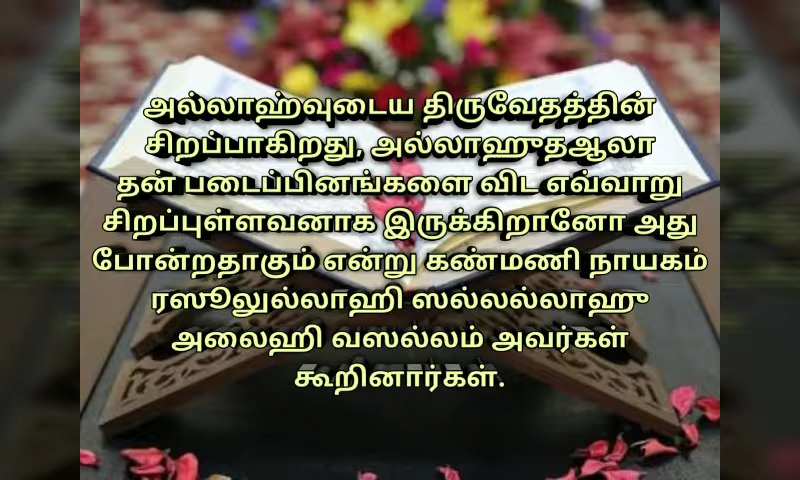 அல்லாஹ்வுடைய திருவேதத்தின்
சிறப்பாகிறது, அல்லாஹுதஆலா
தன் படைப்பினங்களை விட எவ்வாறு
சிறப்புள்ளவனாக இருக்கிறானோ அது
போன்றதாகும் என்று கண்மணி நாயகம்
ரஸூலுல்லாஹி ஸல்லல்லாஹு
அலைஹி வஸல்லம் அவர்கள்
கூறினார்கள்.